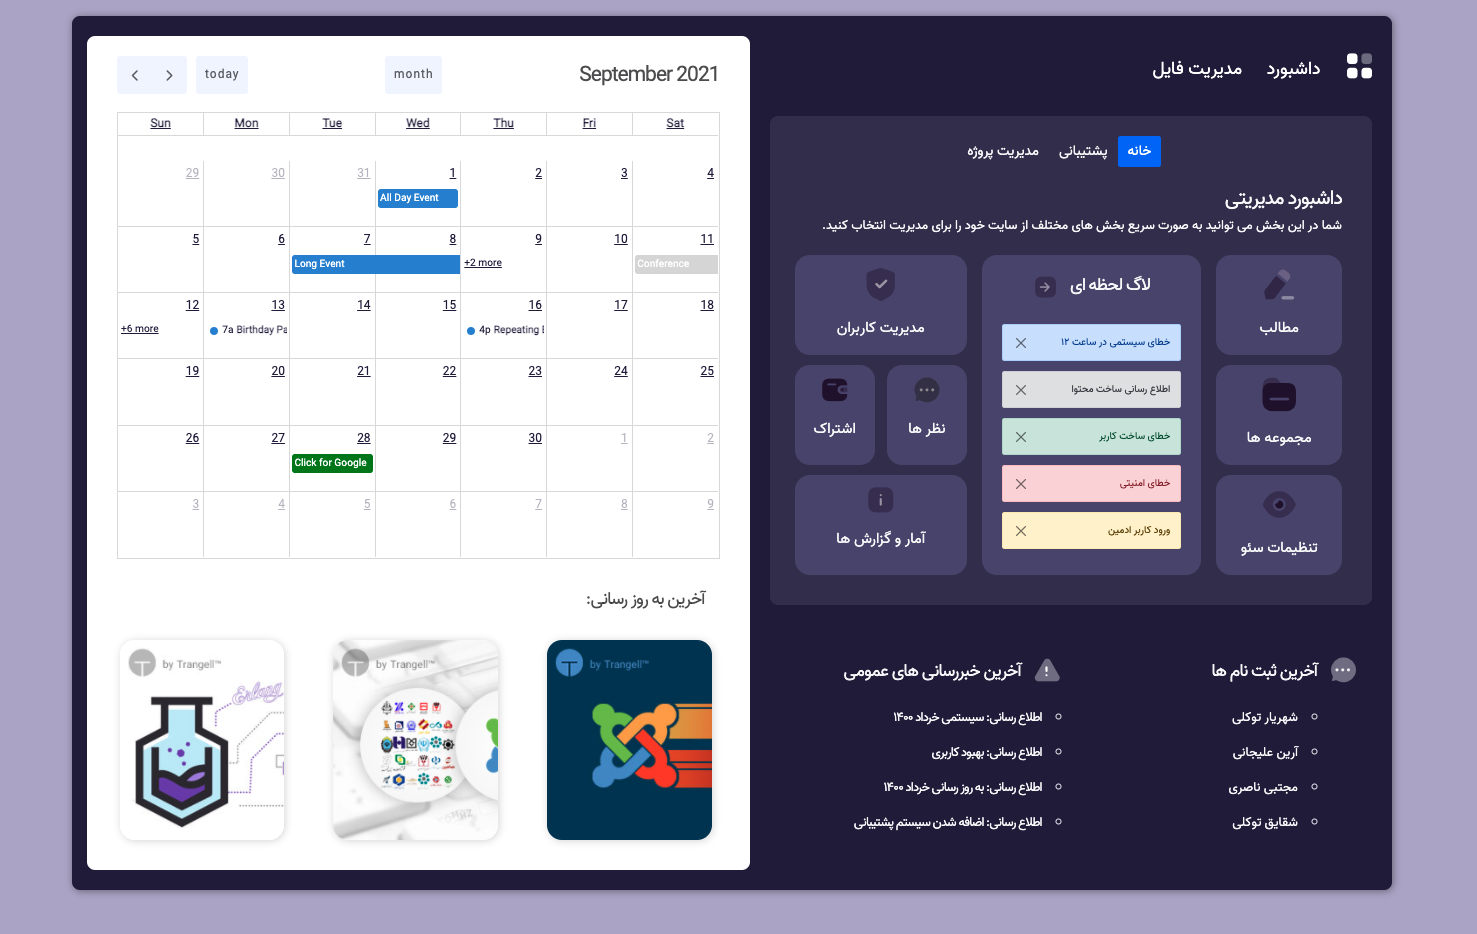 داشبورد
مدیریت فایل
خانه
پشتیبانی
مدیریت پروژه
داشبورد مدیریتی
شما در این بخش می توانید به صورت سریع بخش های مختلف از سایت خود را برای مدیریت انتخاب کنید.
مطالب
مجموعه ها
تنظیمات سئو
لاگ لحظه ای
خطای سیستمی در ساعت ۱۲
اطلاع رسانی ساخت محتوا
خطای ساخت کاربر
خطای امنیتی
ورود کاربر ادمین
مدیریت کاربران
نظر ها
اشتراک
آمار و گزارش ها
آخرین ثبت نام ها
شهریار توکلی
آرین علیجانی
مجتبی ناصری
شقایق توکلی
آخرین خبررسانی های عمومی
اطلاع رسانی: سیستمی خرداد ۱۴۰۰
اطلاع رسانی: بهبود کاربری
اطلاع رسانی: به روز رسانی خرداد ۱۴۰۰
اطلاع رسانی: اضافه شدن سیستم پشتیبانی
today
month
September 2021
Sun Mon Tue Wed Thu Fri Sat
29 30 31 1 2 3 4
All Day Event
5 6 7 8 9 10 11
Long Event
+2 more
Conference
12 13 14 15 16 17 18
+6 more
7a Birthday Pa
4p Repeating E
19 20 21 22 23 24 25
26 27 28 29 30 1 2
Click for Google
3 4 5 6 7 8 9
آخرین به روز رسانی:
by Trangell™
by Trangell™
by Trangell™
Erlang